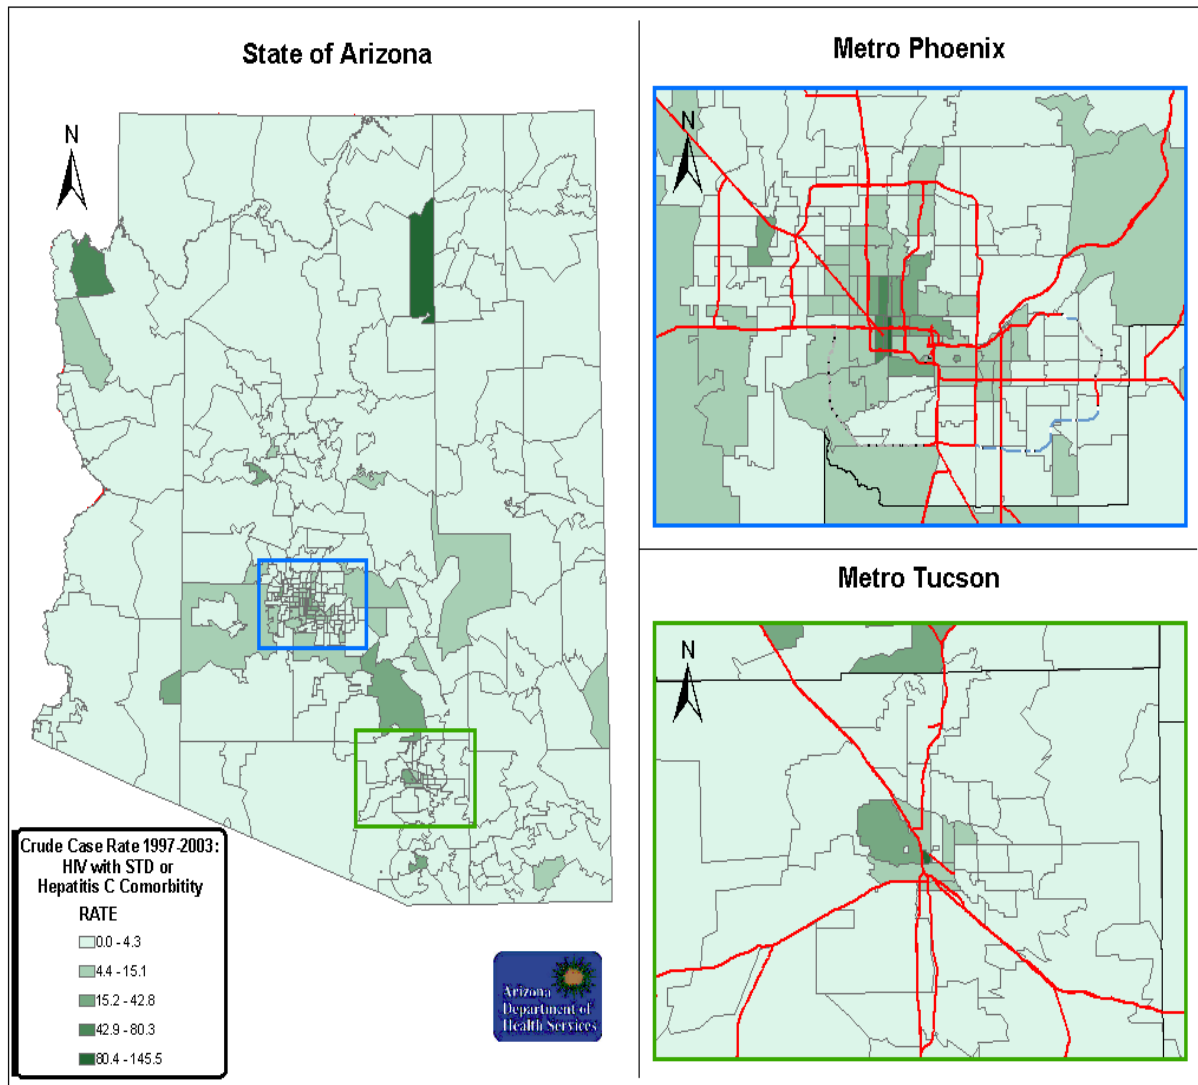 State of Arizona
N
Crude Case Rate 1997-2003:
HIV with STD or
Hepatitis C Comorbitity
RATE
0.0 - 4.3
4.4 - 15.1
15.2 - 42.8
42.9 - 80.3
80.4 - 145.5
Arizona
Department of
Health Services
Metro Phoenix
N
Metro Tucson
N